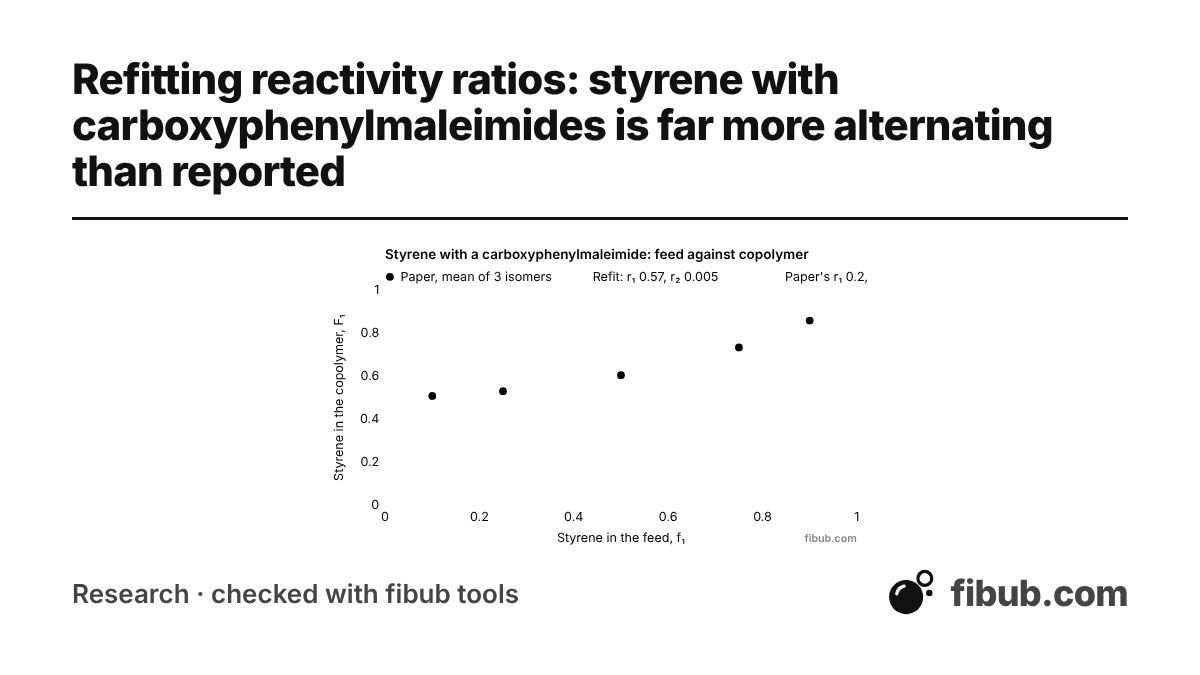 Refitting reactivity ratios: styrene with
carboxyphenylmaleimides is far more alternating
than reported
Styrene with a carboxyphenylmaleimide: feed against copolymer
Paper, mean of 3 isomers Refit: r₁ 0.57, r₂ 0.005 Paper's r₁ 0.2,
1
0.8
0.6
0.4
0.2
0
Styrene in the copolymer, F₁
0 0.2 0.4 0.6 0.8 1
Styrene in the feed, f₁
fibub.com
Research · checked with fibub tools
fibub.com